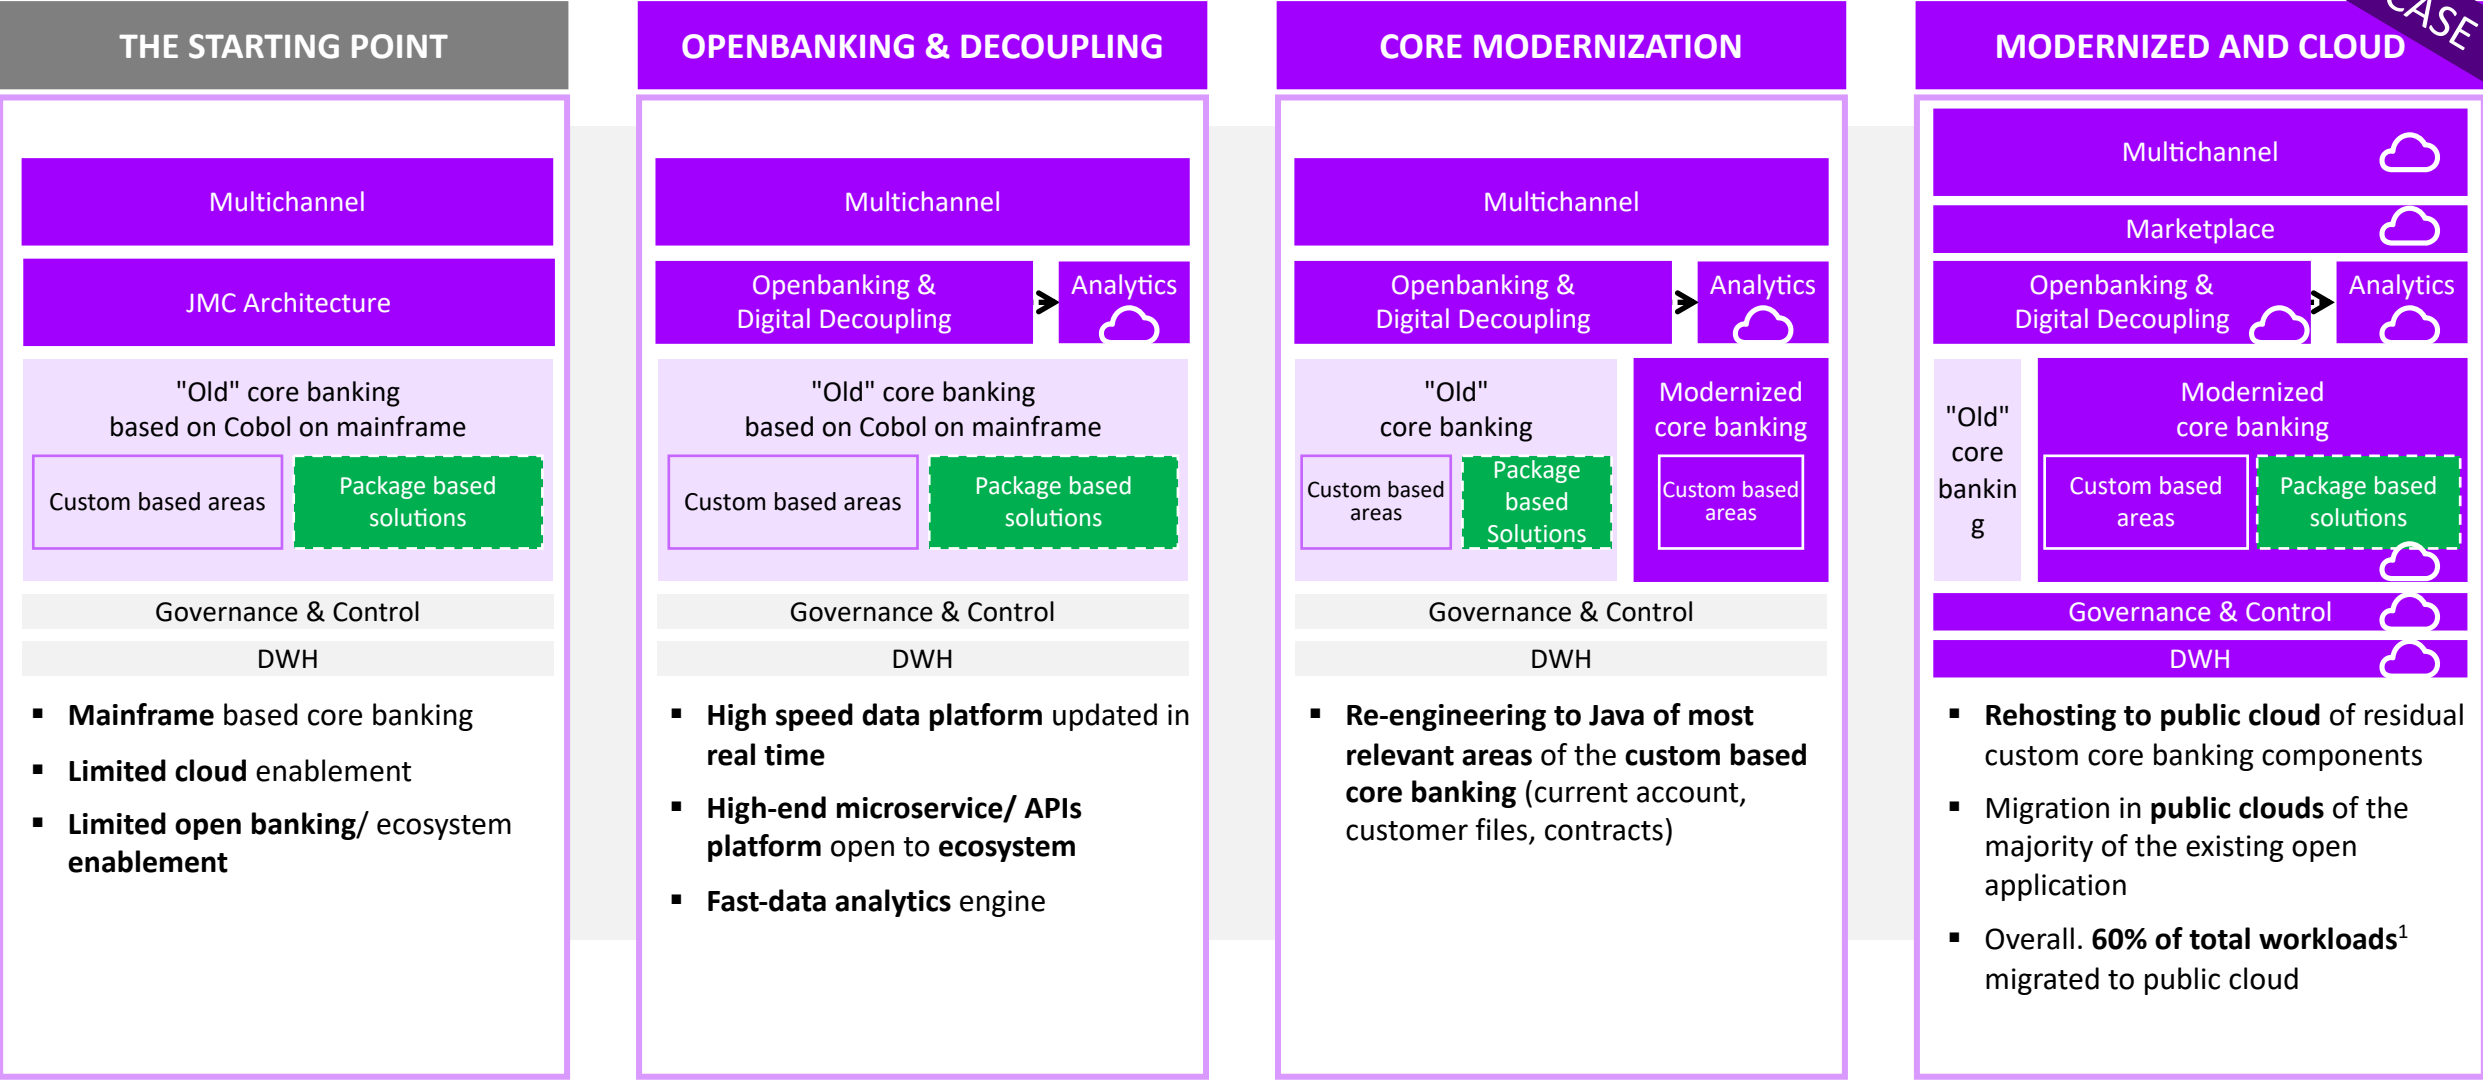 THE STARTING POINT
Multichannel
JMC Architecture
"Old" core banking
based on Cobol on mainframe
Custom based areas
Package based
solutions
Governance & Control
DWH
▪ Mainframe based core banking
▪ Limited cloud enablement
▪ Limited open banking/ ecosystem
enablement
OPENBANKING & DECOUPLING
Multichannel
Openbanking &
Digital Decoupling
Analytics
"Old" core banking
based on Cobol on mainframe
Custom based areas
Package based
solutions
Governance & Control
DWH
▪ High speed data platform updated in
real time
▪ High-end microservice/ APIs
platform open to ecosystem
▪ Fast-data analytics engine
CORE MODERNIZATION
Multichannel
Openbanking &
Digital Decoupling
Analytics
"Old"
core banking
Custom based
areas
Package
based
Solutions
Modernized
core banking
Custom based
areas
Governance & Control
DWH
▪ Re-engineering to Java of most
relevant areas of the custom based
core banking (current account,
customer files, contracts)
MODERNIZED AND CLOUD
CASE
Multichannel
Marketplace
Openbanking &
Digital Decoupling
Analytics
"Old"
core
bankin
g
Modernized
core banking
Custom based
areas
Package based
solutions
Governance & Control
DWH
▪ Rehosting to public cloud of residual
custom core banking components
▪ Migration in public clouds of the
majority of the existing open
application
▪ Overall. 60% of total workloads¹
migrated to public cloud